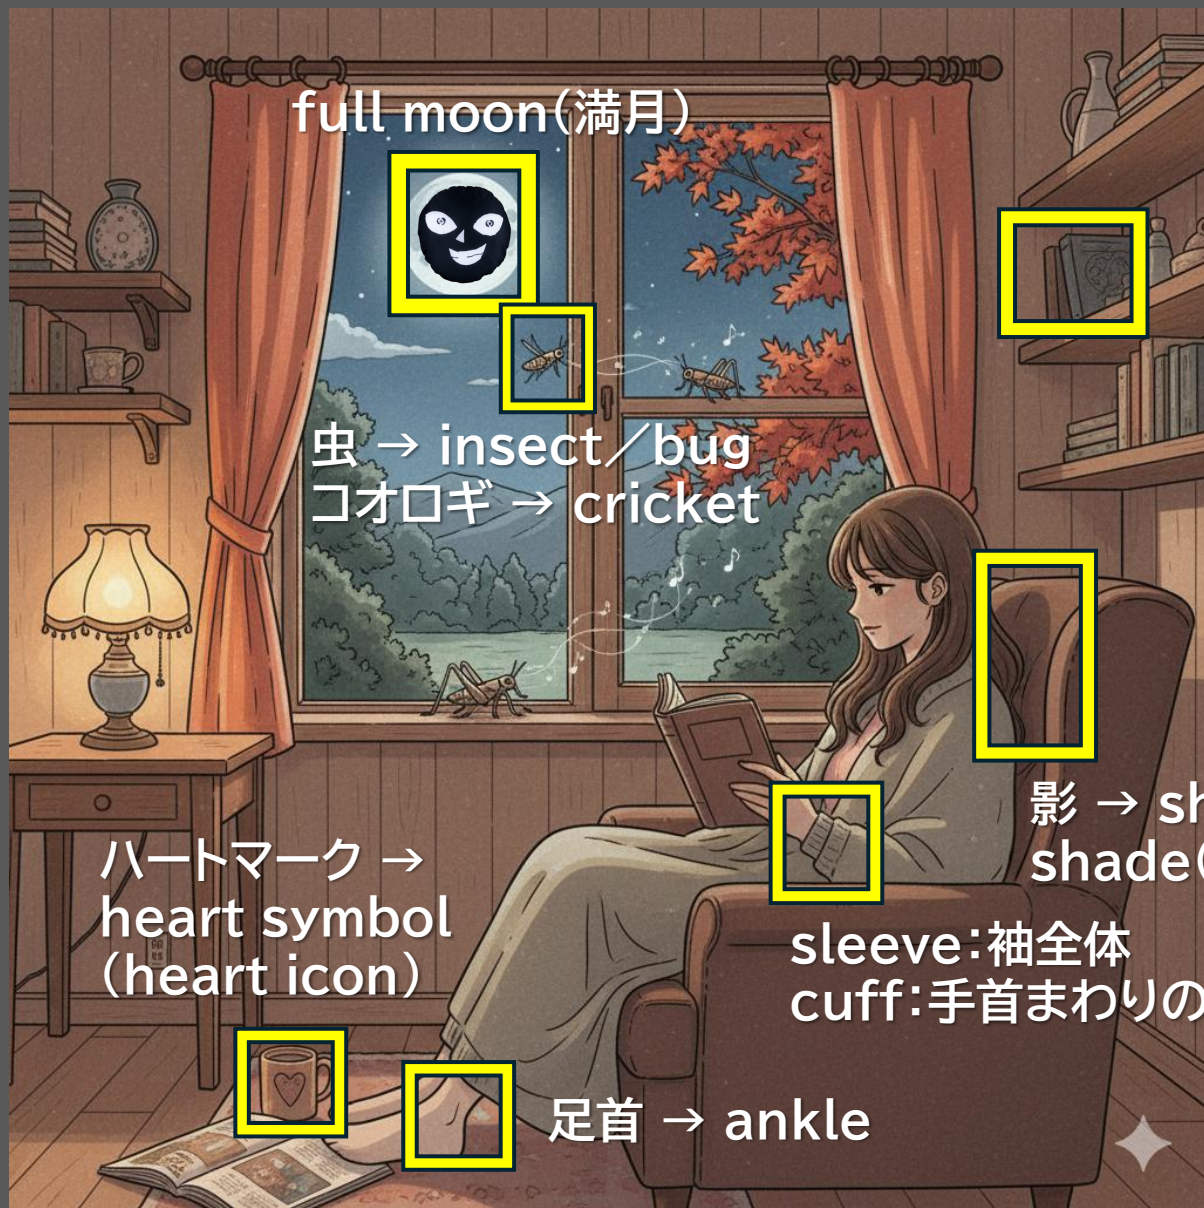 full moon(満月)
虫 → insect/bug
コオロギ → cricket
影 → sh
shade(
ハートマーク →
heart symbol
(heart icon)
sleeve:袖全体
cuff:手首まわりの
足首 → ankle